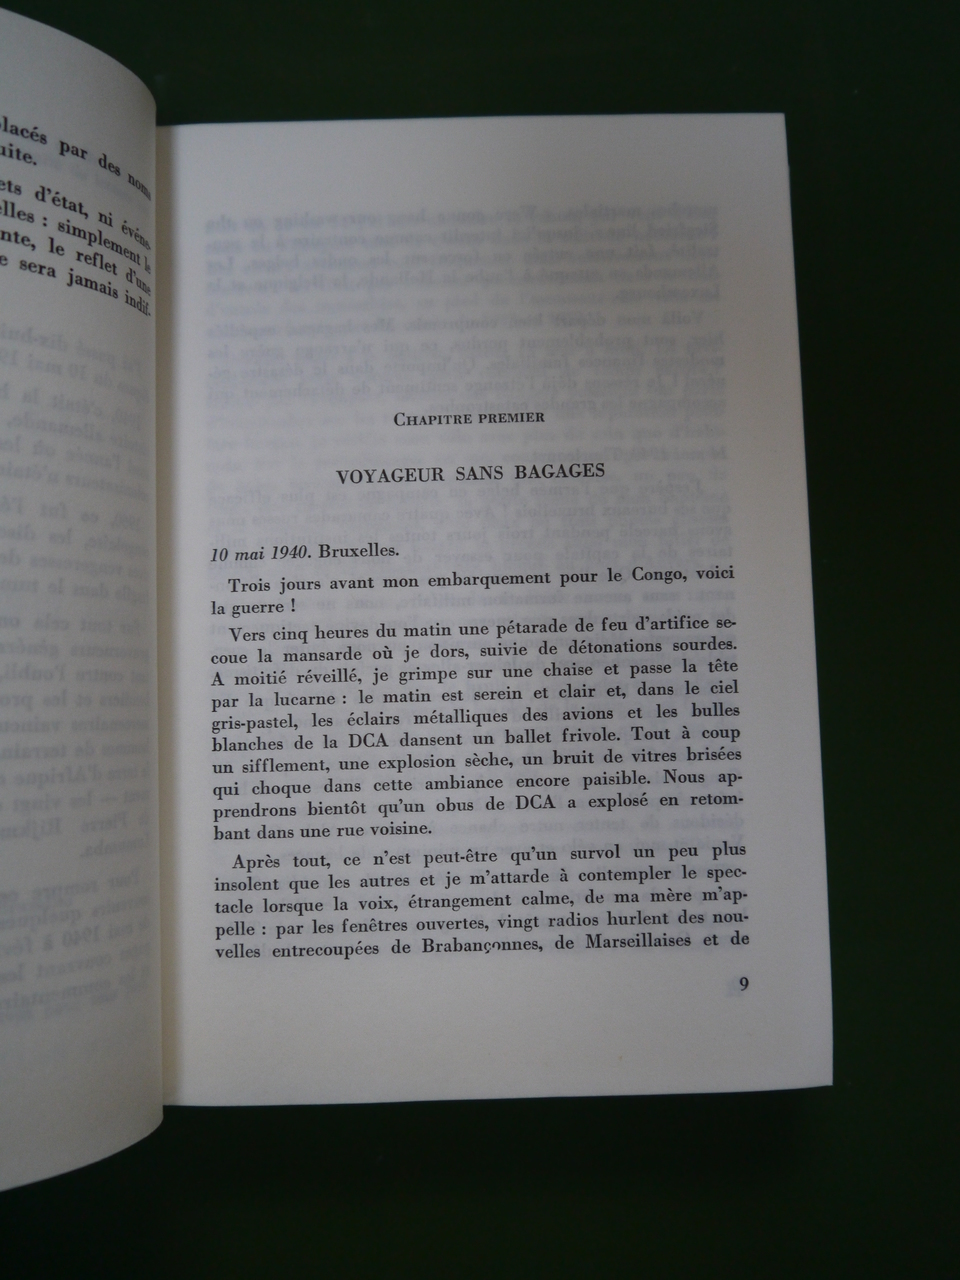 lacés par des noms
uite.
ets d'état, ni événe-
elles : simplement le
nte, le reflet d'une
e sera jamais indif-
CHAPITRE PREMIER
VOYAGEUR SANS BAGAGES
10 mai 1940. Bruxelles.
Trois jours avant mon embarquement pour le Congo, voici
la guerre !
Vers cinq heures du matin une pétarade de feu d'artifice se-
coue la mansarde où je dors, suivie de détonations sourdes.
A moitié réveillé, je grimpe sur une chaise et passe la tête
par la lucarne : le matin est serein et clair et, dans le ciel
gris-pastel, les éclairs métalliques des avions et les bulles
blanches de la DCA dansent un ballet frivole. Tout à coup
un sifflement, une explosion sèche, un bruit de vitres brisées
qui choque dans cette ambiance encore paisible. Nous ap-
prendrons bientôt qu'un obus de DCA a explosé en retom-
bant dans une rue voisine.
Après tout, ce n'est peut-être qu'un survol un peu plus
insolent que les autres et je m'attarde à contempler le spec-
tacle lorsque la voix, étrangement calme, de ma mère m'ap-
pelle : par les fenêtres ouvertes, vingt radios hurlent des nou-
velles entrecoupées de Brabançonnes, de Marseillaises et de
9